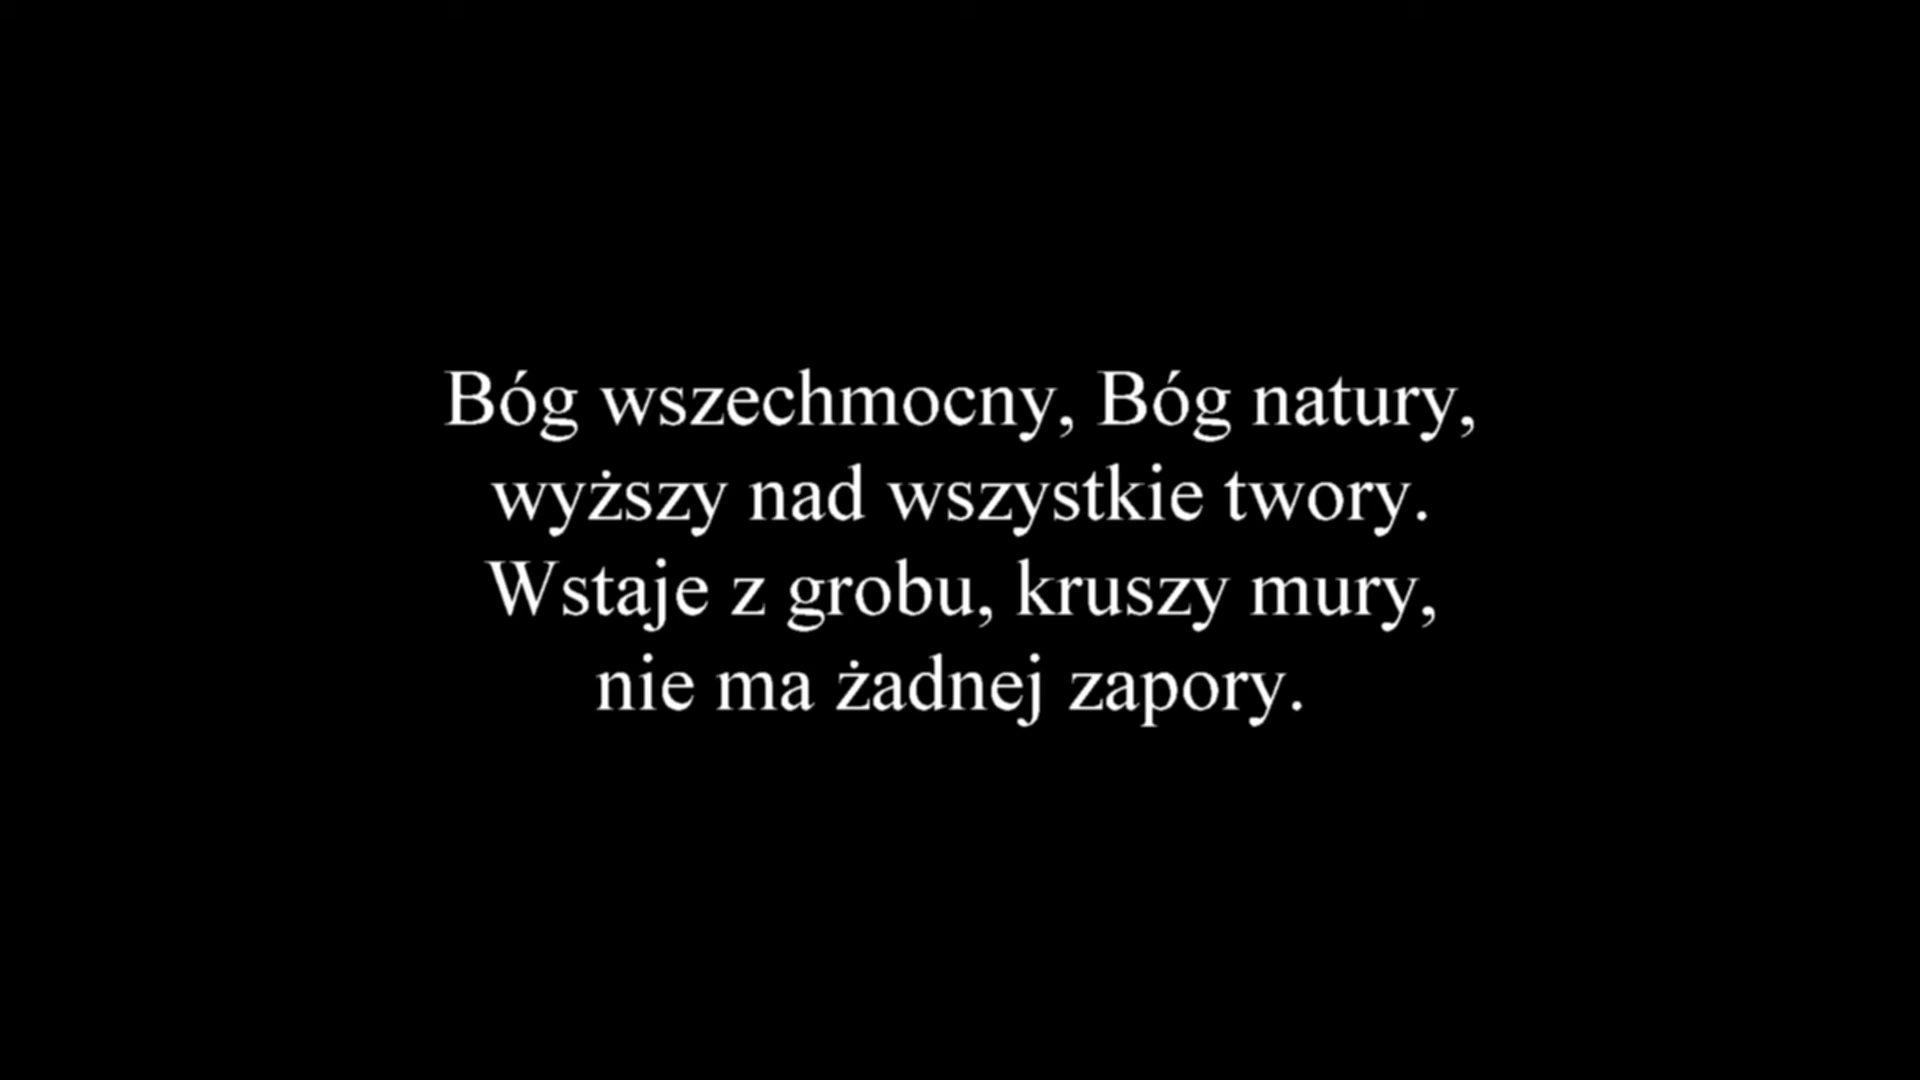 Bóg wszechmocny, Bóg natury,
wyższy nad wszystkie twory.
Wstaje z grobu, kruszy mury,
nie ma żadnej zapory.